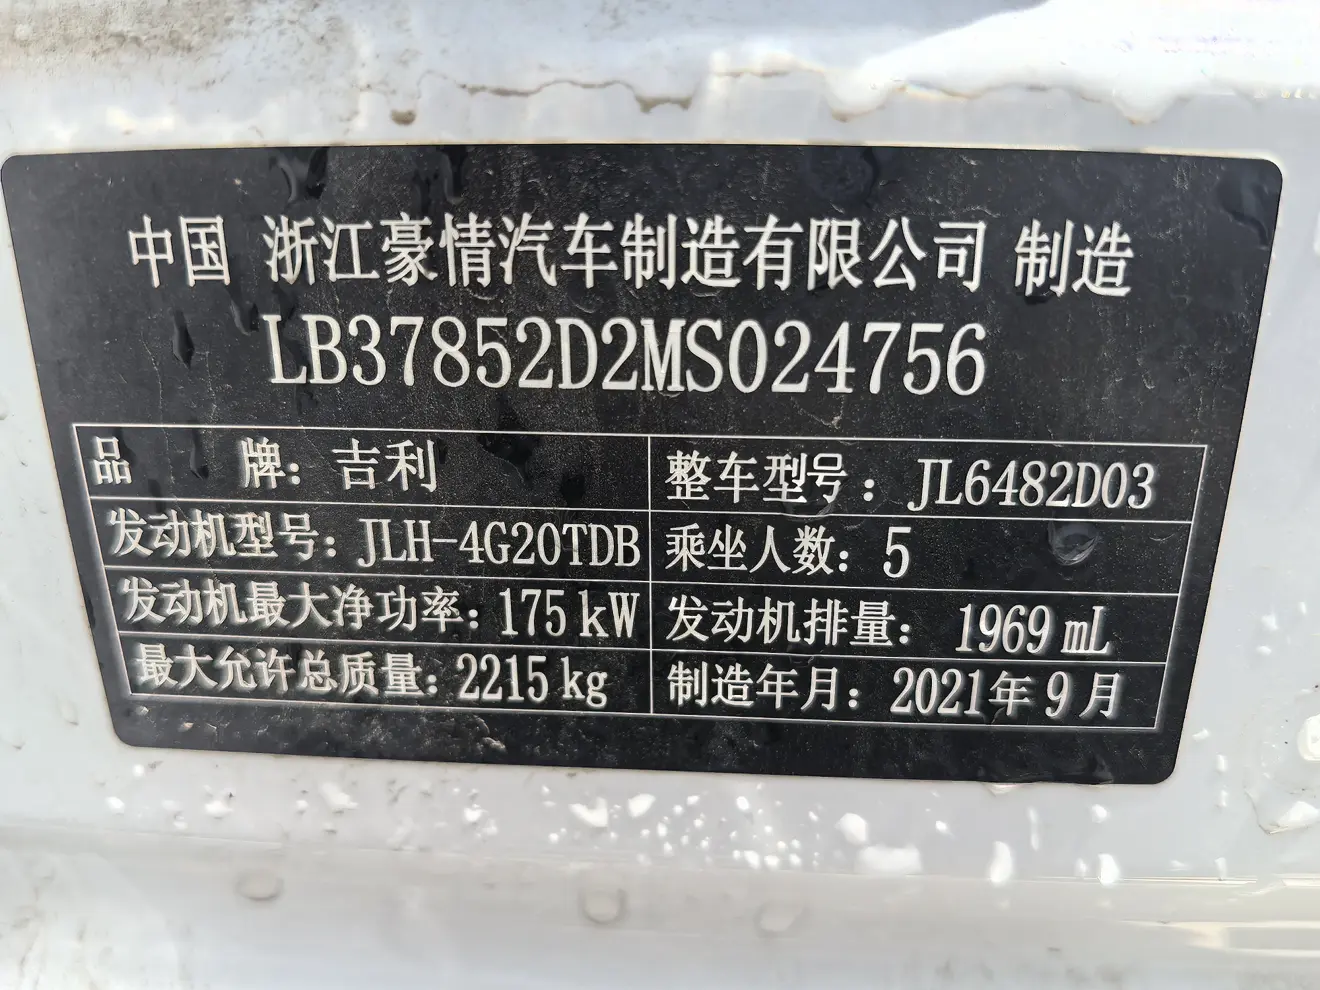 中国 浙江豪情汽车制造有限公司 制造
LB37852D2MS024756
品 牌：吉利 整车型号：JL6482D03
发动机型号：JLH-4G20TDB 乘坐人数：5
发动机最大净功率：175 kW 发动机排量：1969 mL
最大允许总质量：2215 kg 制造年月：2021年9月